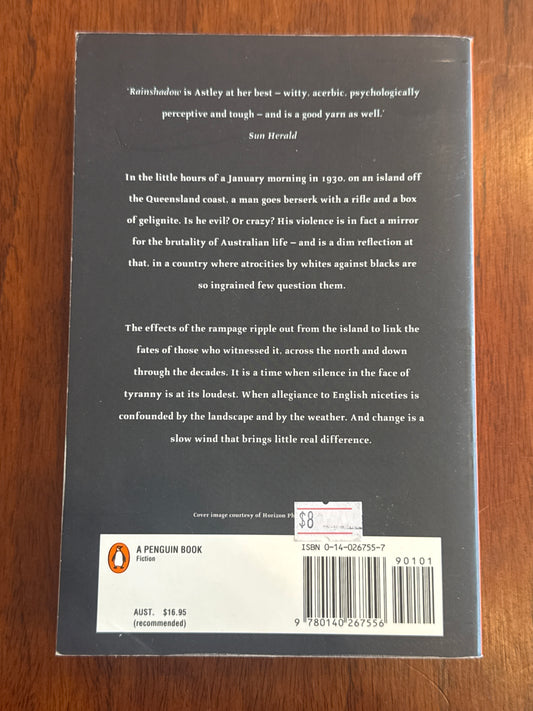 'Rainshadow is Astley at her best – witty, acerbic, psychologically
perceptive and tough – and is a good yarn as well.'
Sun Herald
In the little hours of a January morning in 1930, on an island off
the Queensland coast, a man goes berserk with a rifle and a box
of gelignite. Is he evil? Or crazy? His violence is in fact a mirror
for the brutality of Australian life – and is a dim reflection at
that, in a country where atrocities by whites against blacks are
so ingrained few question them.
The effects of the rampage ripple out from the island to link the
fates of those who witnessed it, across the north and down
through the decades. It is a time when silence in the face of
tyranny is at its loudest. When allegiance to English niceties is
confounded by the landscape and by the weather. And change is a
slow wind that brings little real difference.
Cover image courtesy of Horizon
$8
A PENGUIN BOOK
Fiction
AUST. $16.95
(recommended)
ISBN 0-14-026755-7
90101
9 780140 267556